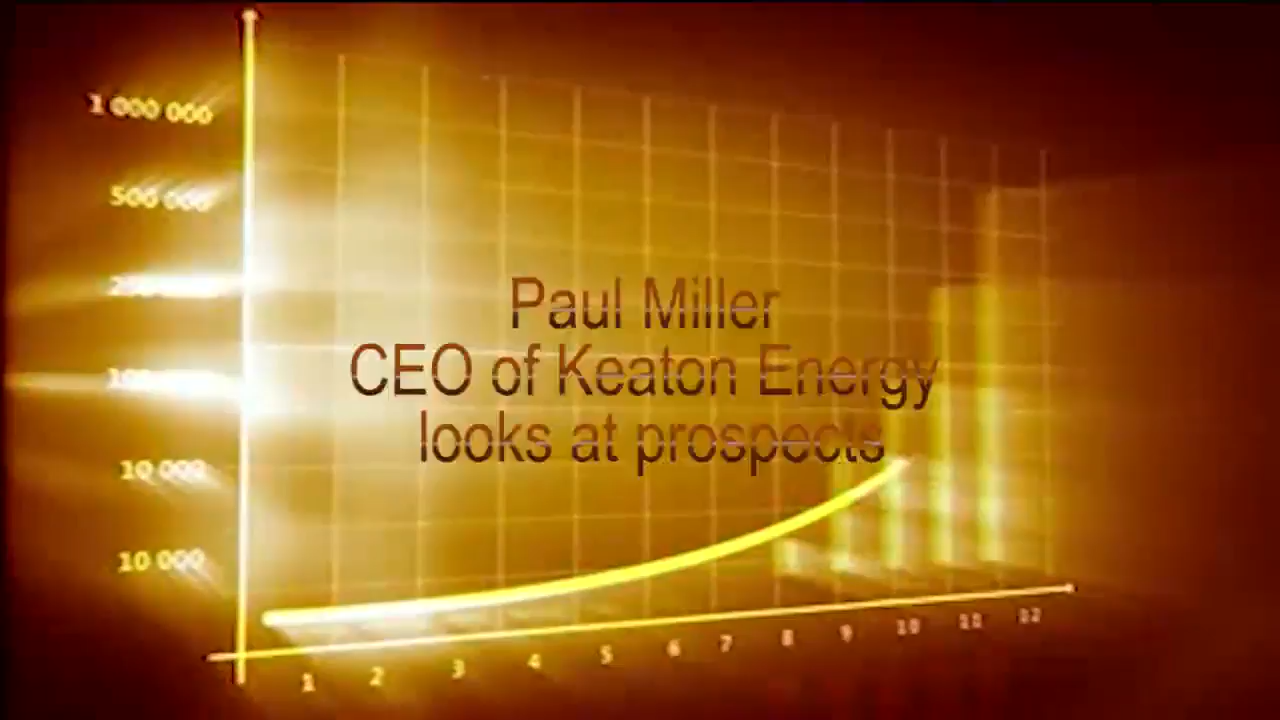 1 000 000
500 000
Paul Miller
CEO of Keaton Energy
looks at prospects
10 000
10 000
1 2 3 4 5 6 7 8 9 10 11 12